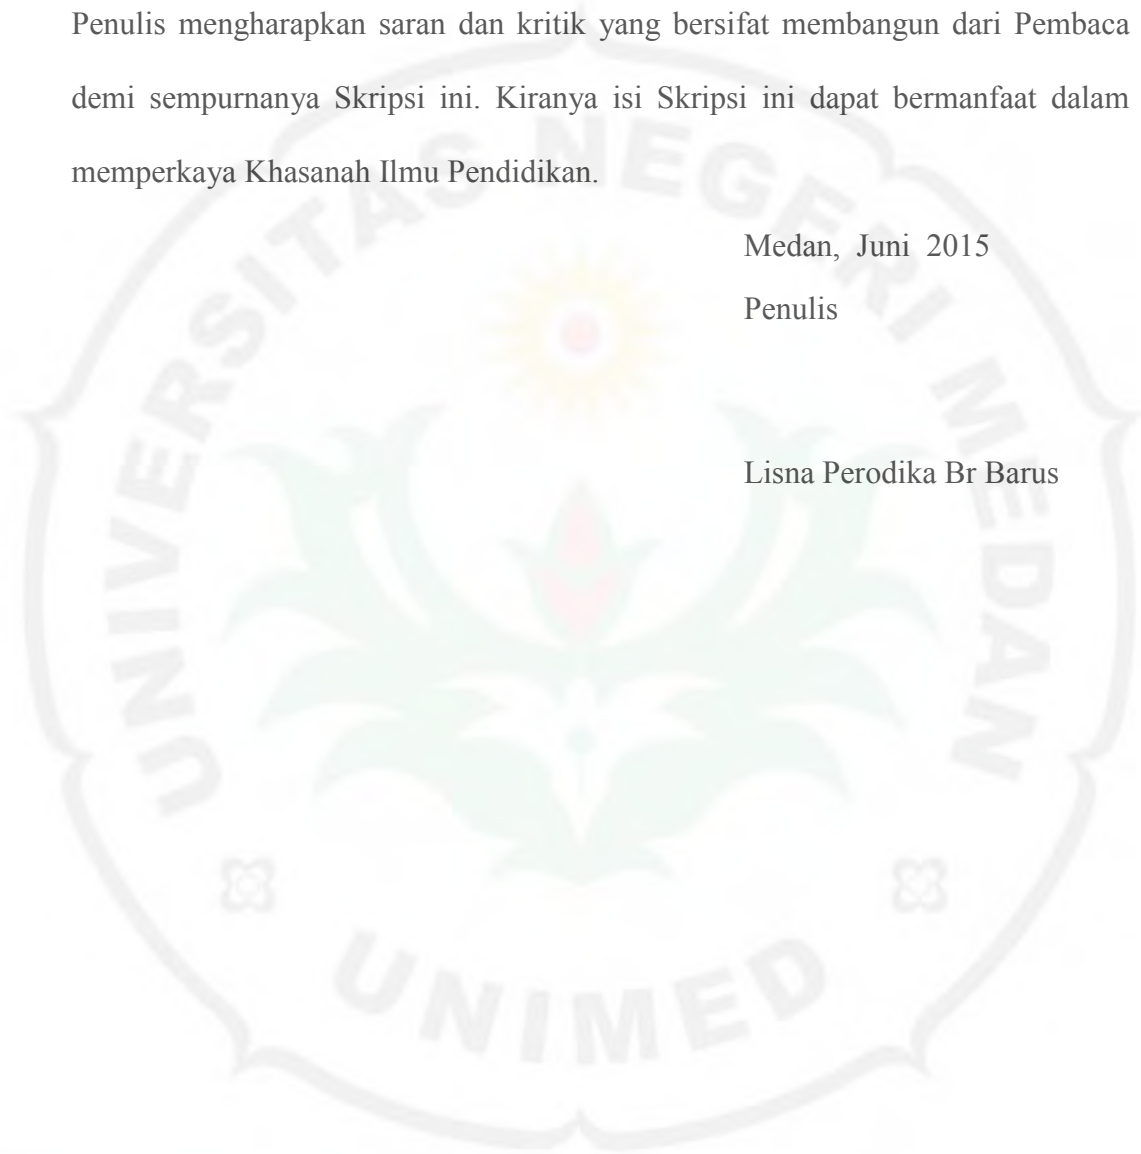 Penulis mengharapkan saran dan kritik yang bersifat membangun dari Pembaca
demi sempurnanya Skripsi ini. Kiranya isi Skripsi ini dapat bermanfaat dalam
memperkaya Khasanah Ilmu Pendidikan.
Medan, Juni 2015
Penulis
Lisna Perodika Br Barus
UNIVERSITAS NEGERI MEDAN
UNIMED